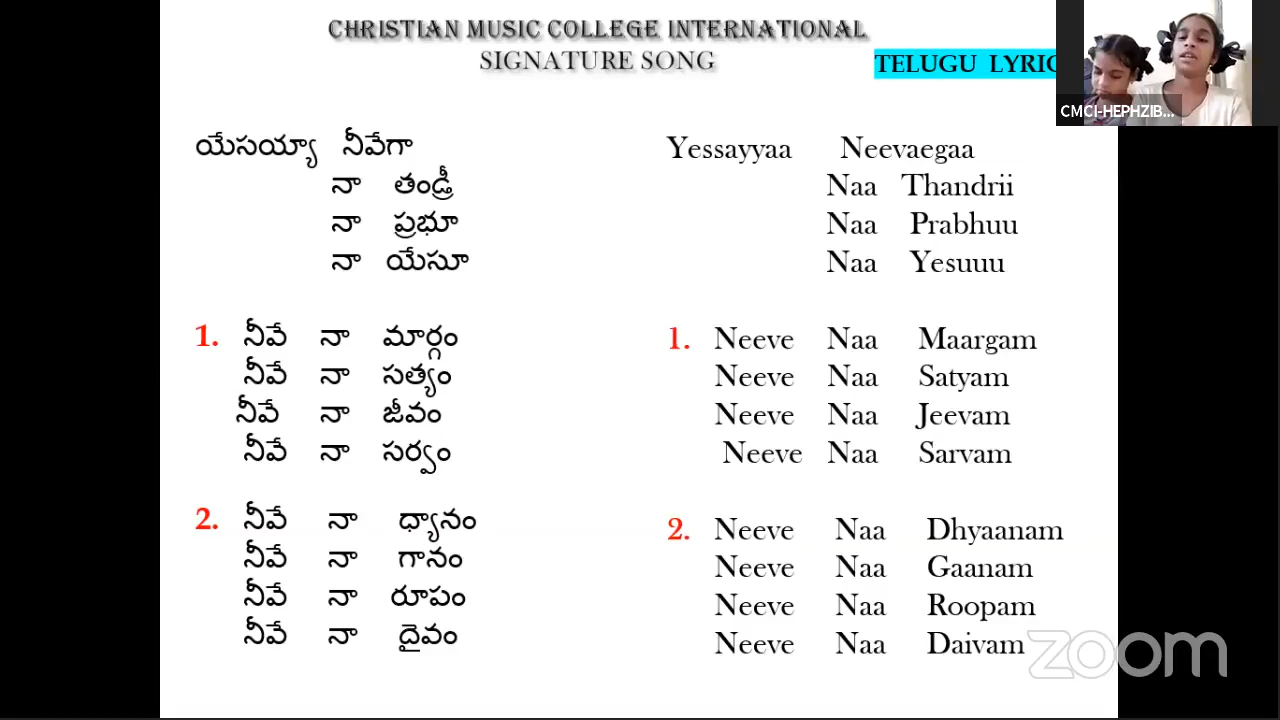 CHRISTIAN MUSIC COLLEGE INTERNATIONAL
SIGNATURE SONG
TELUGU LYRIC
CMCI-HEPHZIB...
యేసయ్యా నీవేగా
నా తండ్రీ
నా ప్రభూ
నా యేసూ
1. నీవే నా మార్గం
నీవే నా సత్యం
నీవే నా జీవం
నీవే నా సర్వం
2. నీవే నా ధ్యానం
నీవే నా గానం
నీవే నా రూపం
నీవే నా దైవం
Yessayyaa Neevaegaa
Naa Thandrii
Naa Prabhuu
Naa Yesuuu
1. Neeve Naa Maargam
Neeve Naa Satyam
Neeve Naa Jeevam
Neeve Naa Sarvam
2. Neeve Naa Dhyaanam
Neeve Naa Gaanam
Neeve Naa Roopam
Neeve Naa Daivam
zoom